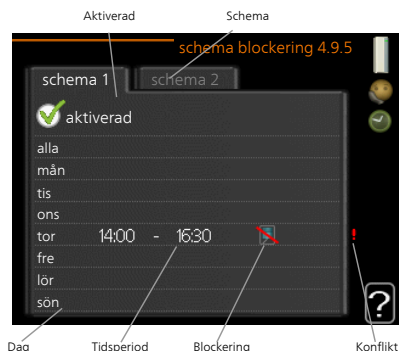 Aktiverad Schema
schema blockering 4.9.5
schema 1 schema 2
aktiverad
alla
mån
tis
ons
tor 14:00 - 16:30 !
fre
lör
sön
?
Dag Tidsperiod Blockering Konflikt